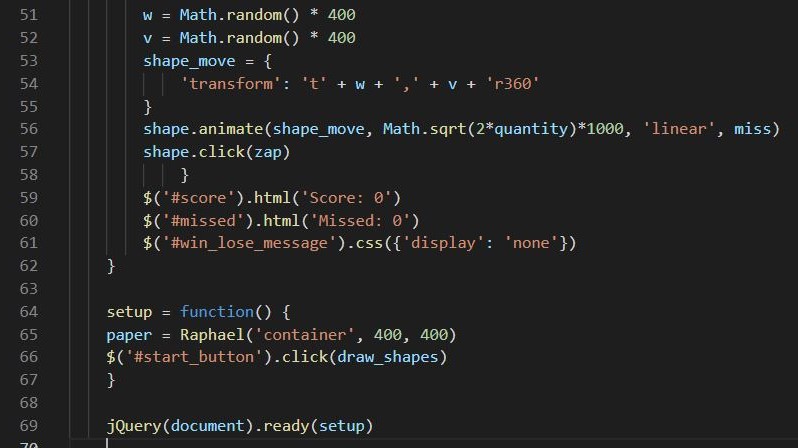 51 w = Math.random() * 400
52 v = Math.random() * 400
53 shape_move = {
54 'transform': 't' + w + ',' + v + 'r360'
55 }
56 shape.animate(shape_move, Math.sqrt(2*quantity)*1000, 'linear', miss)
57 shape.click(zap)
58 }
59 $('#score').html('Score: 0')
60 $('#missed').html('Missed: 0')
61 $('#win_lose_message').css({'display': 'none'})
62 }
63
64 setup = function() {
65 paper = Raphael('container', 400, 400)
66 $('#start_button').click(draw_shapes)
67 }
68
69 jQuery(document).ready(setup)
70